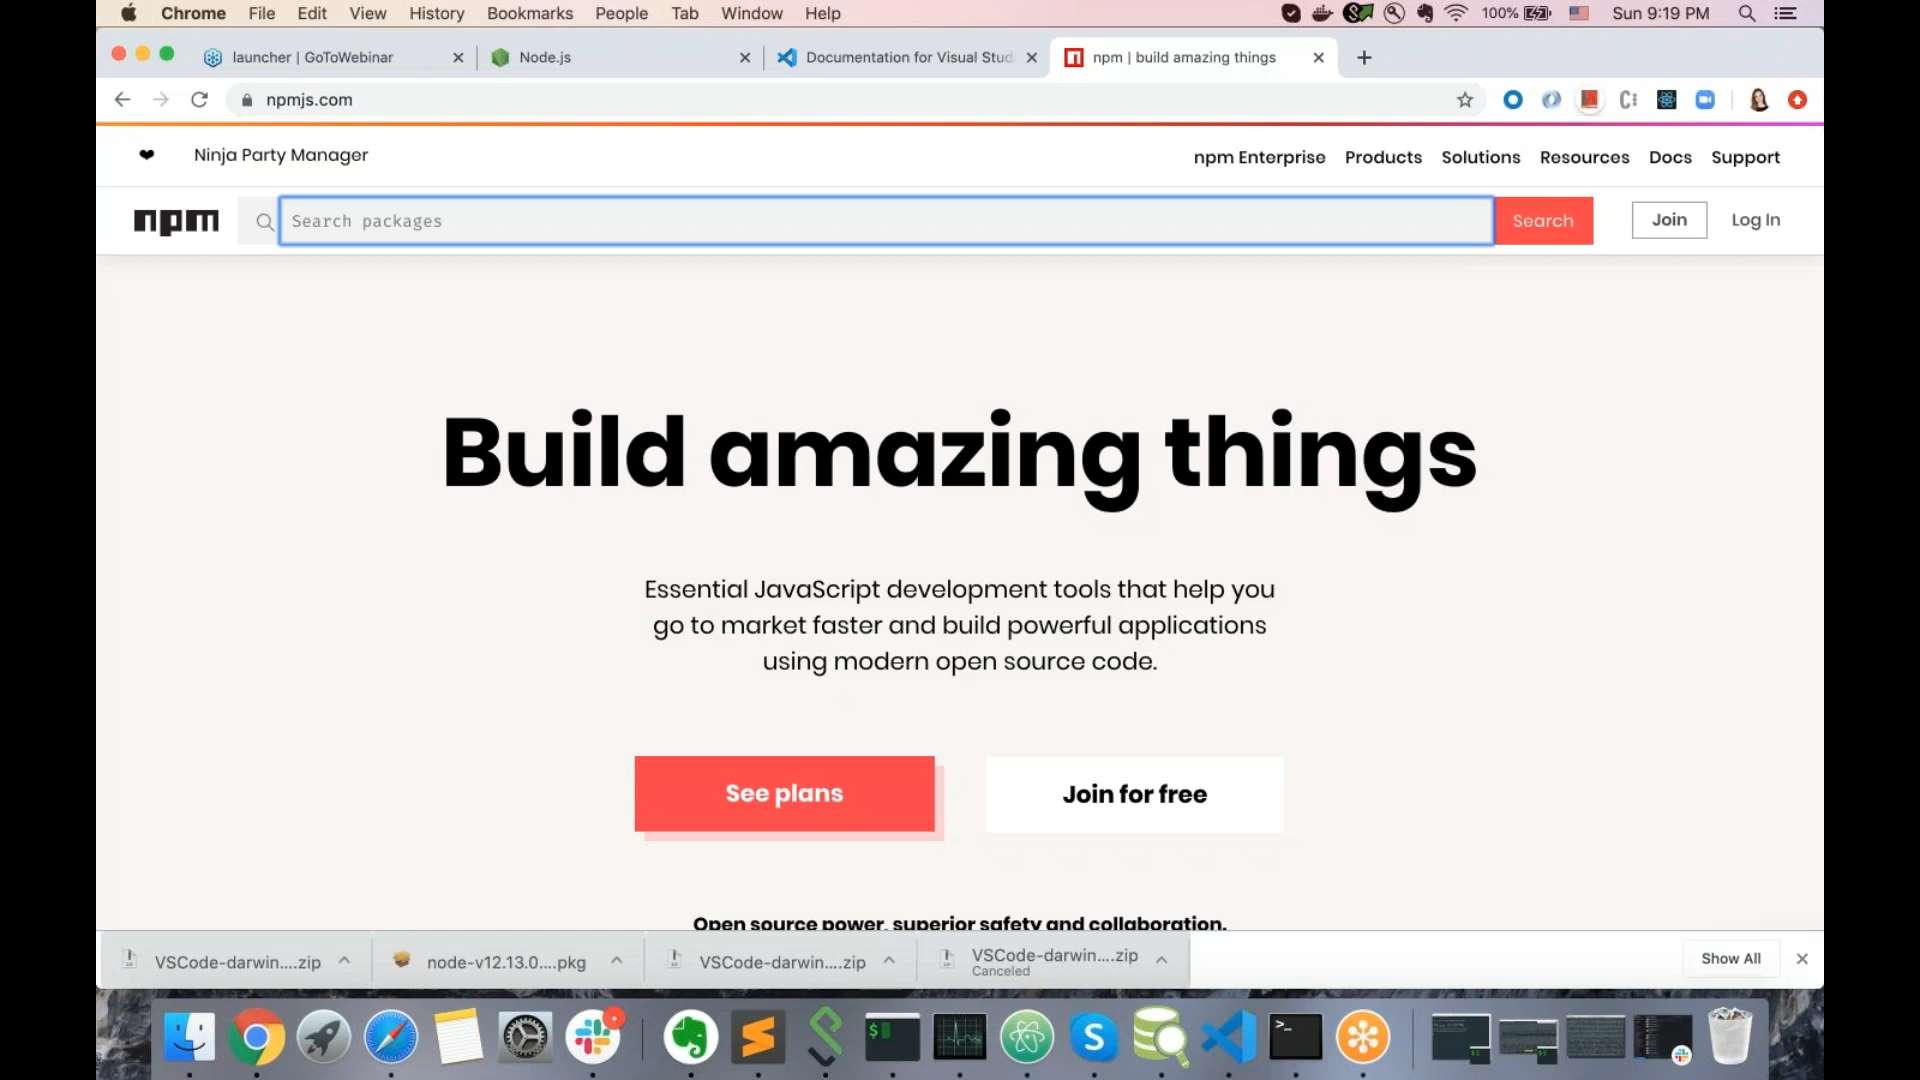 Chrome File Edit View History Bookmarks People Tab Window Help
100%
Sun 9:19 PM
launcher | GoToWebinar
Node.js
Documentation for Visual Stud
npm | build amazing things
npmjs.com
Ninja Party Manager
npm Enterprise Products Solutions Resources Docs Support
npm
Search packages
Search
Join
Log In
Build amazing things
Essential JavaScript development tools that help you
go to market faster and build powerful applications
using modern open source code.
See plans
Join for free
Open source power, superior safety and collaboration.
VSCode-darwin....zip
node-v12.13.0....pkg
VSCode-darwin....zip
VSCode-darwin....zip
Canceled
Show All